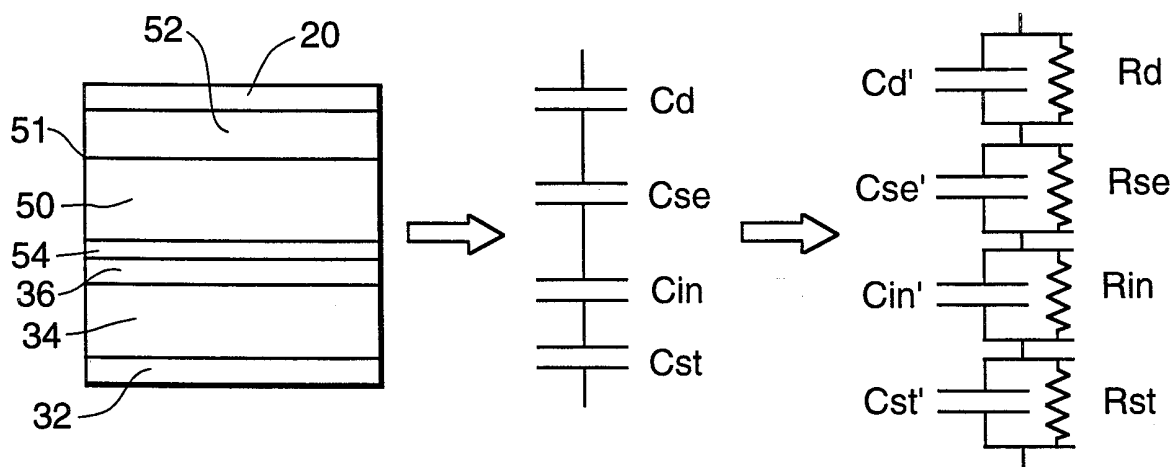 52
20
51
50
54
36
34
32
Cd
Cse
Cin
Cst
Cd' Rd
Cse' Rse
Cin' Rin
Cst' Rst